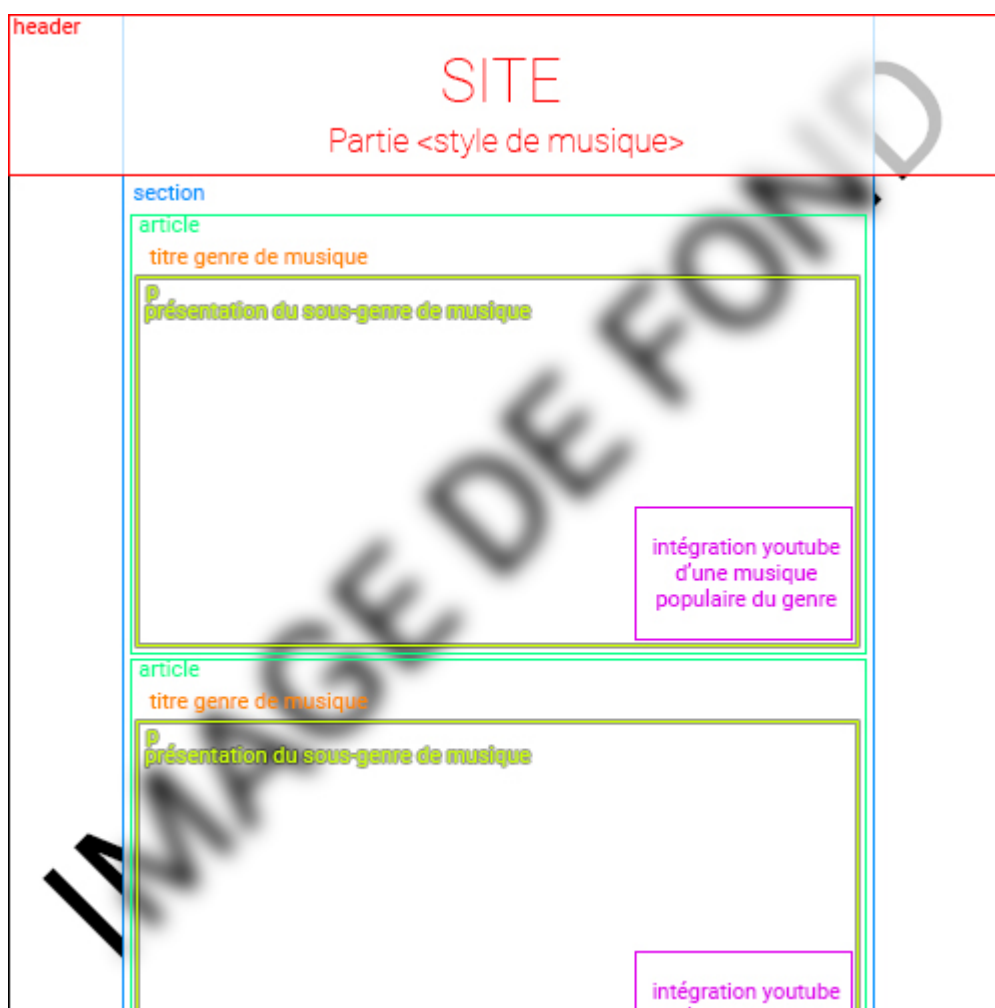 header
SITE
Partie <style de musique>
section
article
titre genre de musique
p
présentation du sous-genre de musique
intégration youtube
d'une musique
populaire du genre
article
titre genre de musique
p
présentation du sous-genre de musique
intégration youtube
IMAGE DE FOND